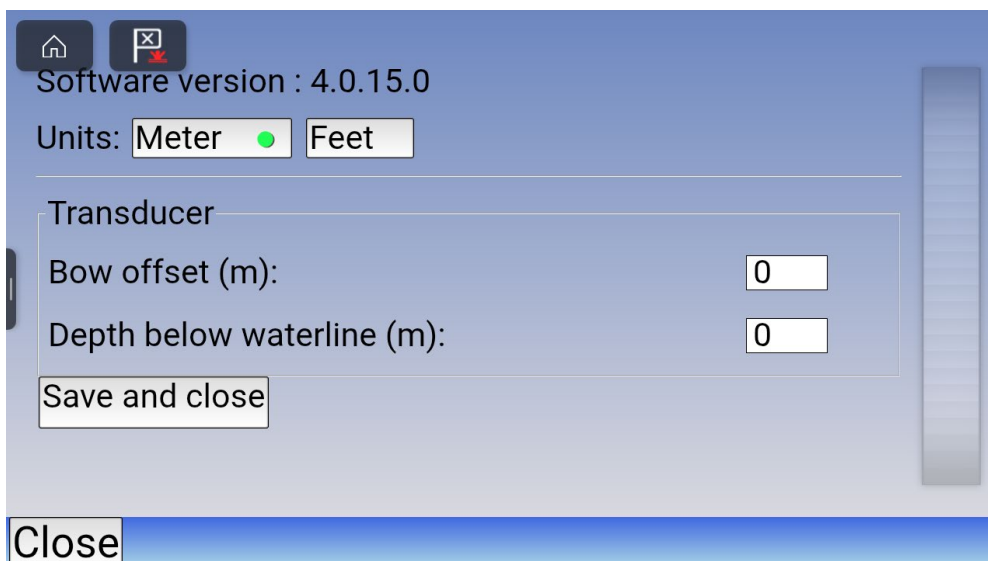 Software version : 4.0.15.0
Units: Meter Feet
Transducer
Bow offset (m): 0
Depth below waterline (m): 0
Save and close
Close